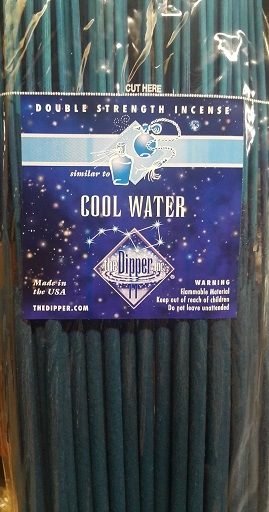 CUT HERE
DOUBLE STRENGTH INCENSE
similar to
COOL WATER
the Dipper inc.
Made in
the USA
THEDIPPER.COM
WARNING
Flammable Material
Keep out of reach of children
Do not leave unattended